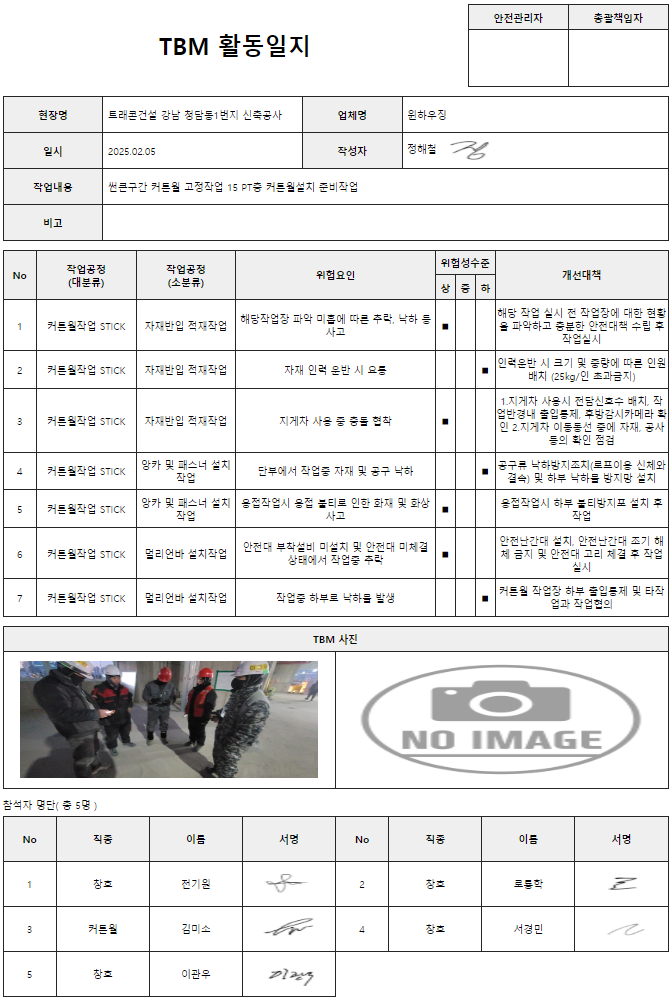 TBM 활동일지
안전관리자 총괄책임자
현장명 트래콘건설 강남 청담동1번지 신축공사 업체명 윈하우징
일시 2025.02.05 작성자 정해철
작업내용 썬큰구간 커튼월 고정작업 15 PT층 커튼월설치 준비작업
비고
No 작업공정 (대분류) 작업공정 (소분류) 위험요인 위험성수준 개선대책
상 중 하
1 커튼월작업 STICK 자재반입 적재작업 해당작업장 파악 미흡에 따른 추락, 낙하 등 사고 ■ 해당 작업 실시 전 작업장에 대한 현황을 파악하고 충분한 안전대책 수립 후 작업실시
2 커튼월작업 STICK 자재반입 적재작업 자재 인력 운반 시 요통 ■ 인력운반 시 크기 및 중량에 따른 인원 배치 (25kg/인 초과금지)
3 커튼월작업 STICK 자재반입 적재작업 지게차 사용 중 충돌 협착 ■ 1.지게차 사용시 전담신호수 배치, 작업반경내 출입통제, 후방감시카메라 확인 2.지게차 이동동선 중에 자재, 공사 등의 확인 점검
4 커튼월작업 STICK 앙카 및 패스너 설치작업 단부에서 작업중 자재 및 공구 낙하 ■ 공구류 낙하방지조치(로프이용 신체와 결속) 및 하부 낙하물 방지망 설치
5 커튼월작업 STICK 앙카 및 패스너 설치작업 용접작업시 용접 불티로 인한 화재 및 화상 사고 ■ 용접작업시 하부 불티방지포 설치 후 작업
6 커튼월작업 STICK 멀리언바 설치작업 안전대 부착설비 미설치 및 안전대 미체결 상태에서 작업중 추락 ■ 안전난간대 설치, 안전난간대 조기 해체 금지 및 안전대 고리 체결 후 작업 실시
7 커튼월작업 STICK 멀리언바 설치작업 작업중 하부로 낙하물 발생 ■ 커튼월 작업장 하부 출입통제 및 타작업과 작업협의
TBM 사진
NO IMAGE
참석자 명단( 총 5명 )
No 직종 이름 서명 No 직종 이름 서명
1 창호 전기원 2 창호 로룡학
3 커튼월 김미소 4 창호 서경민
5 창호 이관우 이관우